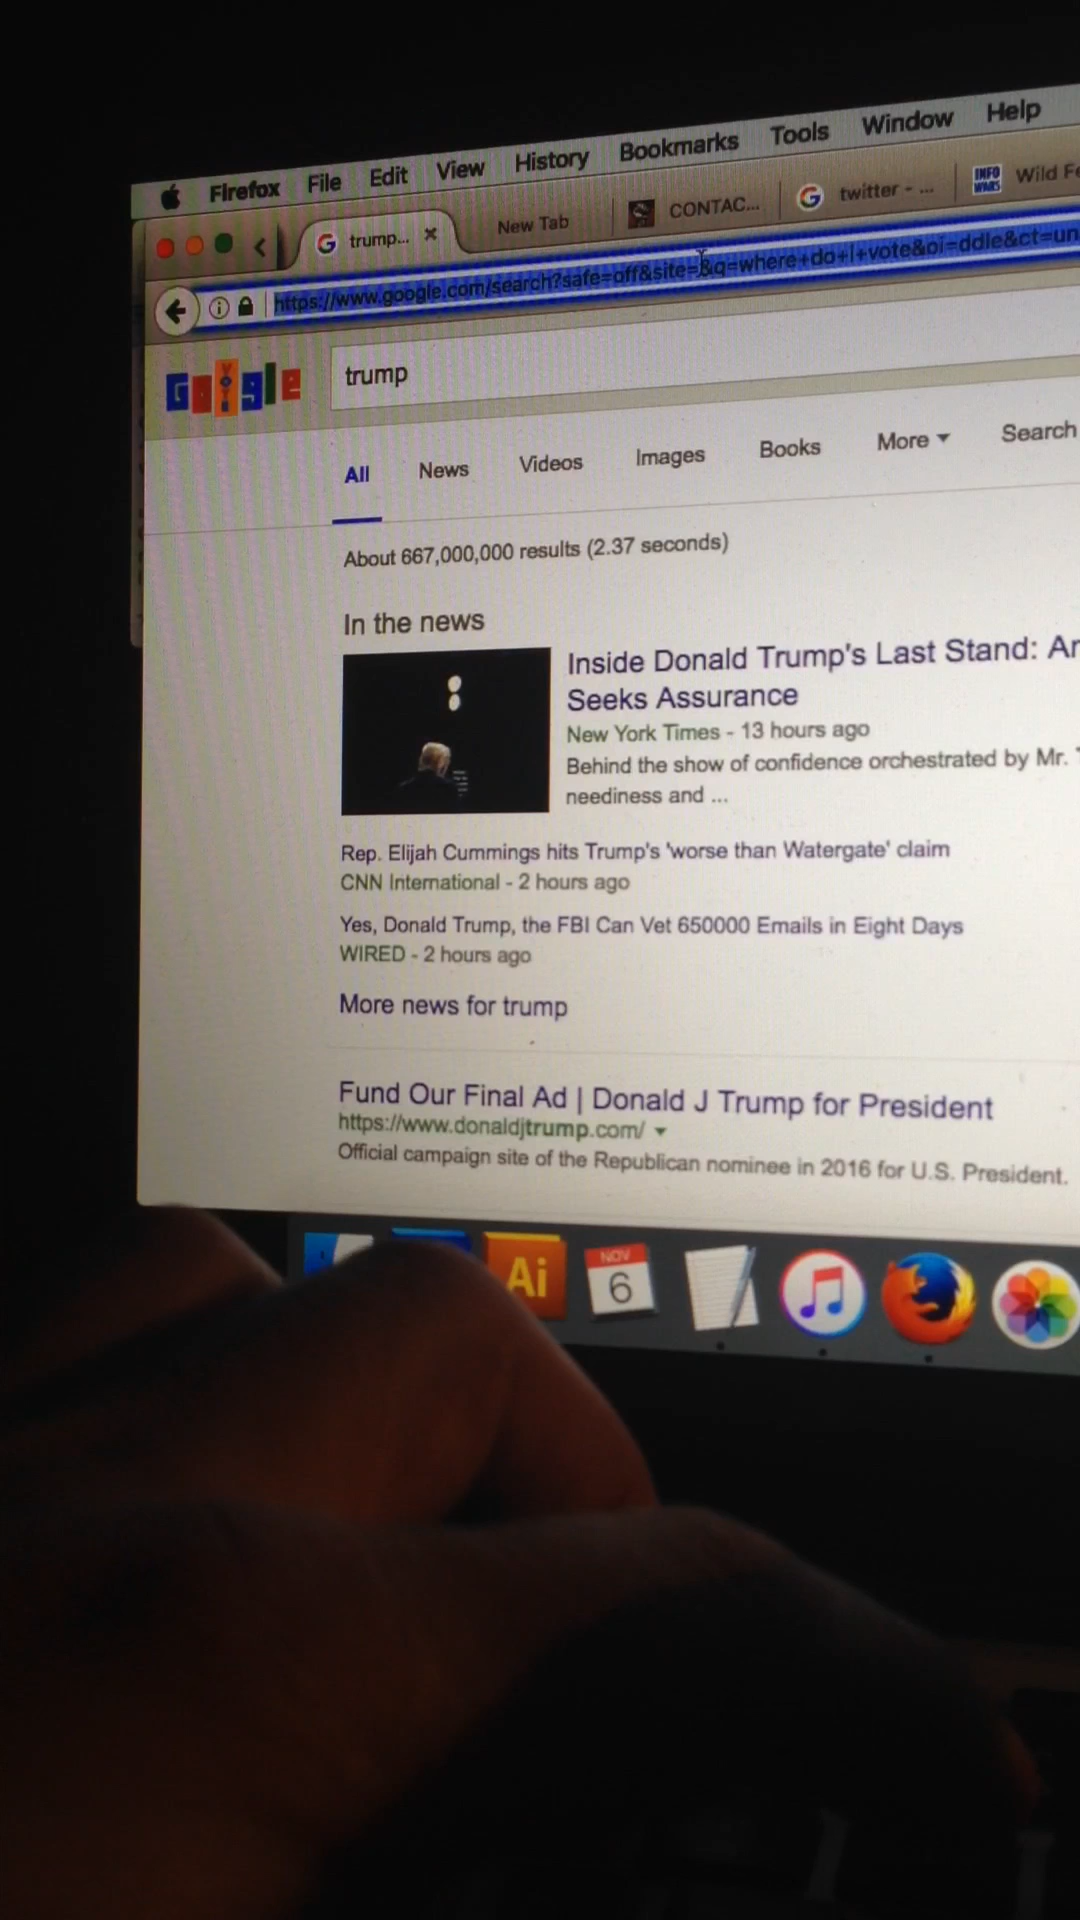 Firefox File Edit View History Bookmarks Tools Window Help
trump... New Tab CONTAC... twitter - ... INFO WARS Wild Fe
https://www.google.com/search?safe=off&site=&q=where+do+I+vote&oi=ddle&ct=un
Google VOTE
trump
All News Videos Images Books More Search
About 667,000,000 results (2.37 seconds)
In the news
Inside Donald Trump's Last Stand: An
Seeks Assurance
New York Times - 13 hours ago
Behind the show of confidence orchestrated by Mr.
neediness and ...
Rep. Elijah Cummings hits Trump's 'worse than Watergate' claim
CNN International - 2 hours ago
Yes, Donald Trump, the FBI Can Vet 650000 Emails in Eight Days
WIRED - 2 hours ago
More news for trump
Fund Our Final Ad | Donald J Trump for President
https://www.donaldjtrump.com/
Official campaign site of the Republican nominee in 2016 for U.S. President.
Ai
NOV
6